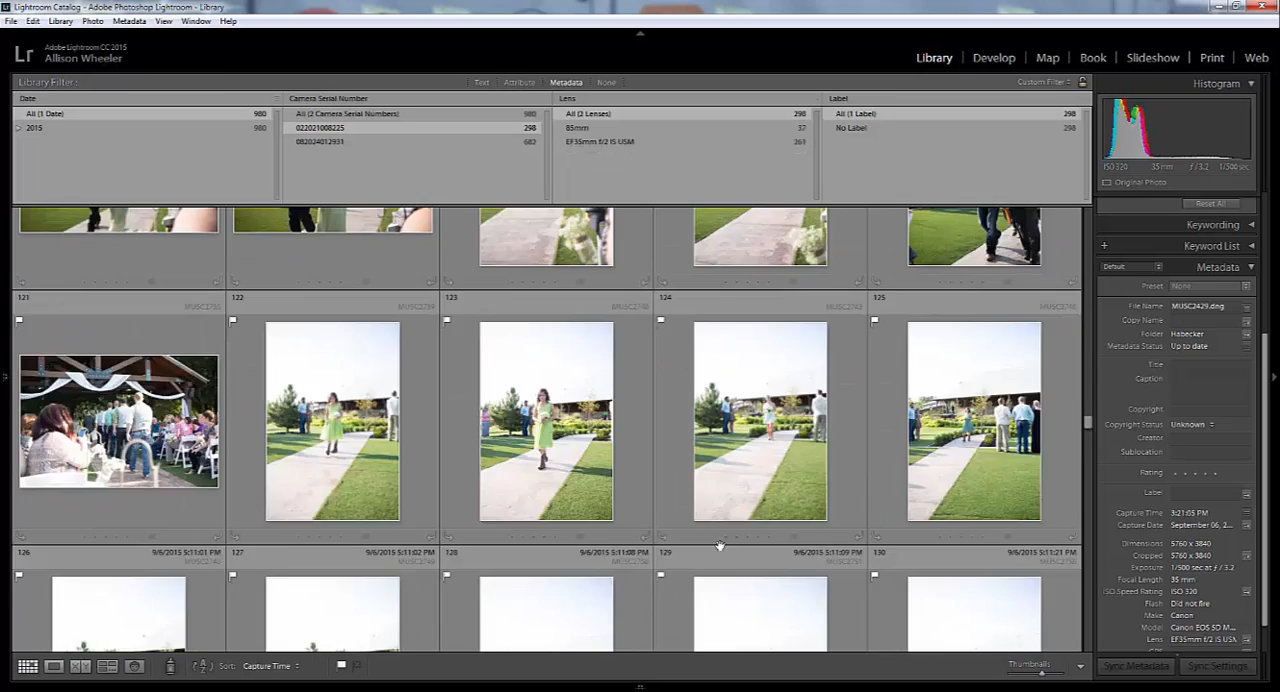 Lightroom Catalog - Adobe Photoshop Lightroom - Library
File Edit Library Photo Metadata View Window Help
Lr Adobe Lightroom CC 2015
Allison Wheeler
Library | Develop | Map | Book | Slideshow | Print | Web
Library Filter: Text Attribute Metadata None Custom Filter
Histogram
Date Camera Serial Number Lens Label
All (1 Date) 980 All (2 Camera Serial Numbers) 980 All (2 Lenses) 298 All (1 Label) 298
2015 980 022021008225 298 85mm 37 No Label 298
082024012931 682 EF35mm f/2 IS USM 261
ISO 320 35 mm f / 3.2 1/500 sec
Original Photo
Reset All
Keywording
Keyword List
Default Metadata
Preset None
File Name MUSC2429.dng
Copy Name
Folder Habecker
Metadata Status Up to date
Title
Caption
Copyright
Copyright Status Unknown
Creator
Sublocation
Rating
Label
Capture Time 3:21:05 PM
Capture Date September 06, 2...
Dimensions 5760 x 3840
Cropped 5760 x 3840
Exposure 1/500 sec at f / 3.2
Focal Length 35 mm
ISO Speed Rating ISO 320
Flash Did not fire
Make Canon
Model Canon EOS 5D M...
Lens EF35mm f/2 IS USM
121 122 123 124 125
126 9/6/2015 5:11:01 PM 127 9/6/2015 5:11:02 PM 128 9/6/2015 5:11:08 PM 129 9/6/2015 5:11:09 PM 130 9/6/2015 5:11:21 PM
Sort: Capture Time
Thumbnails
Sync Metadata Sync Settings